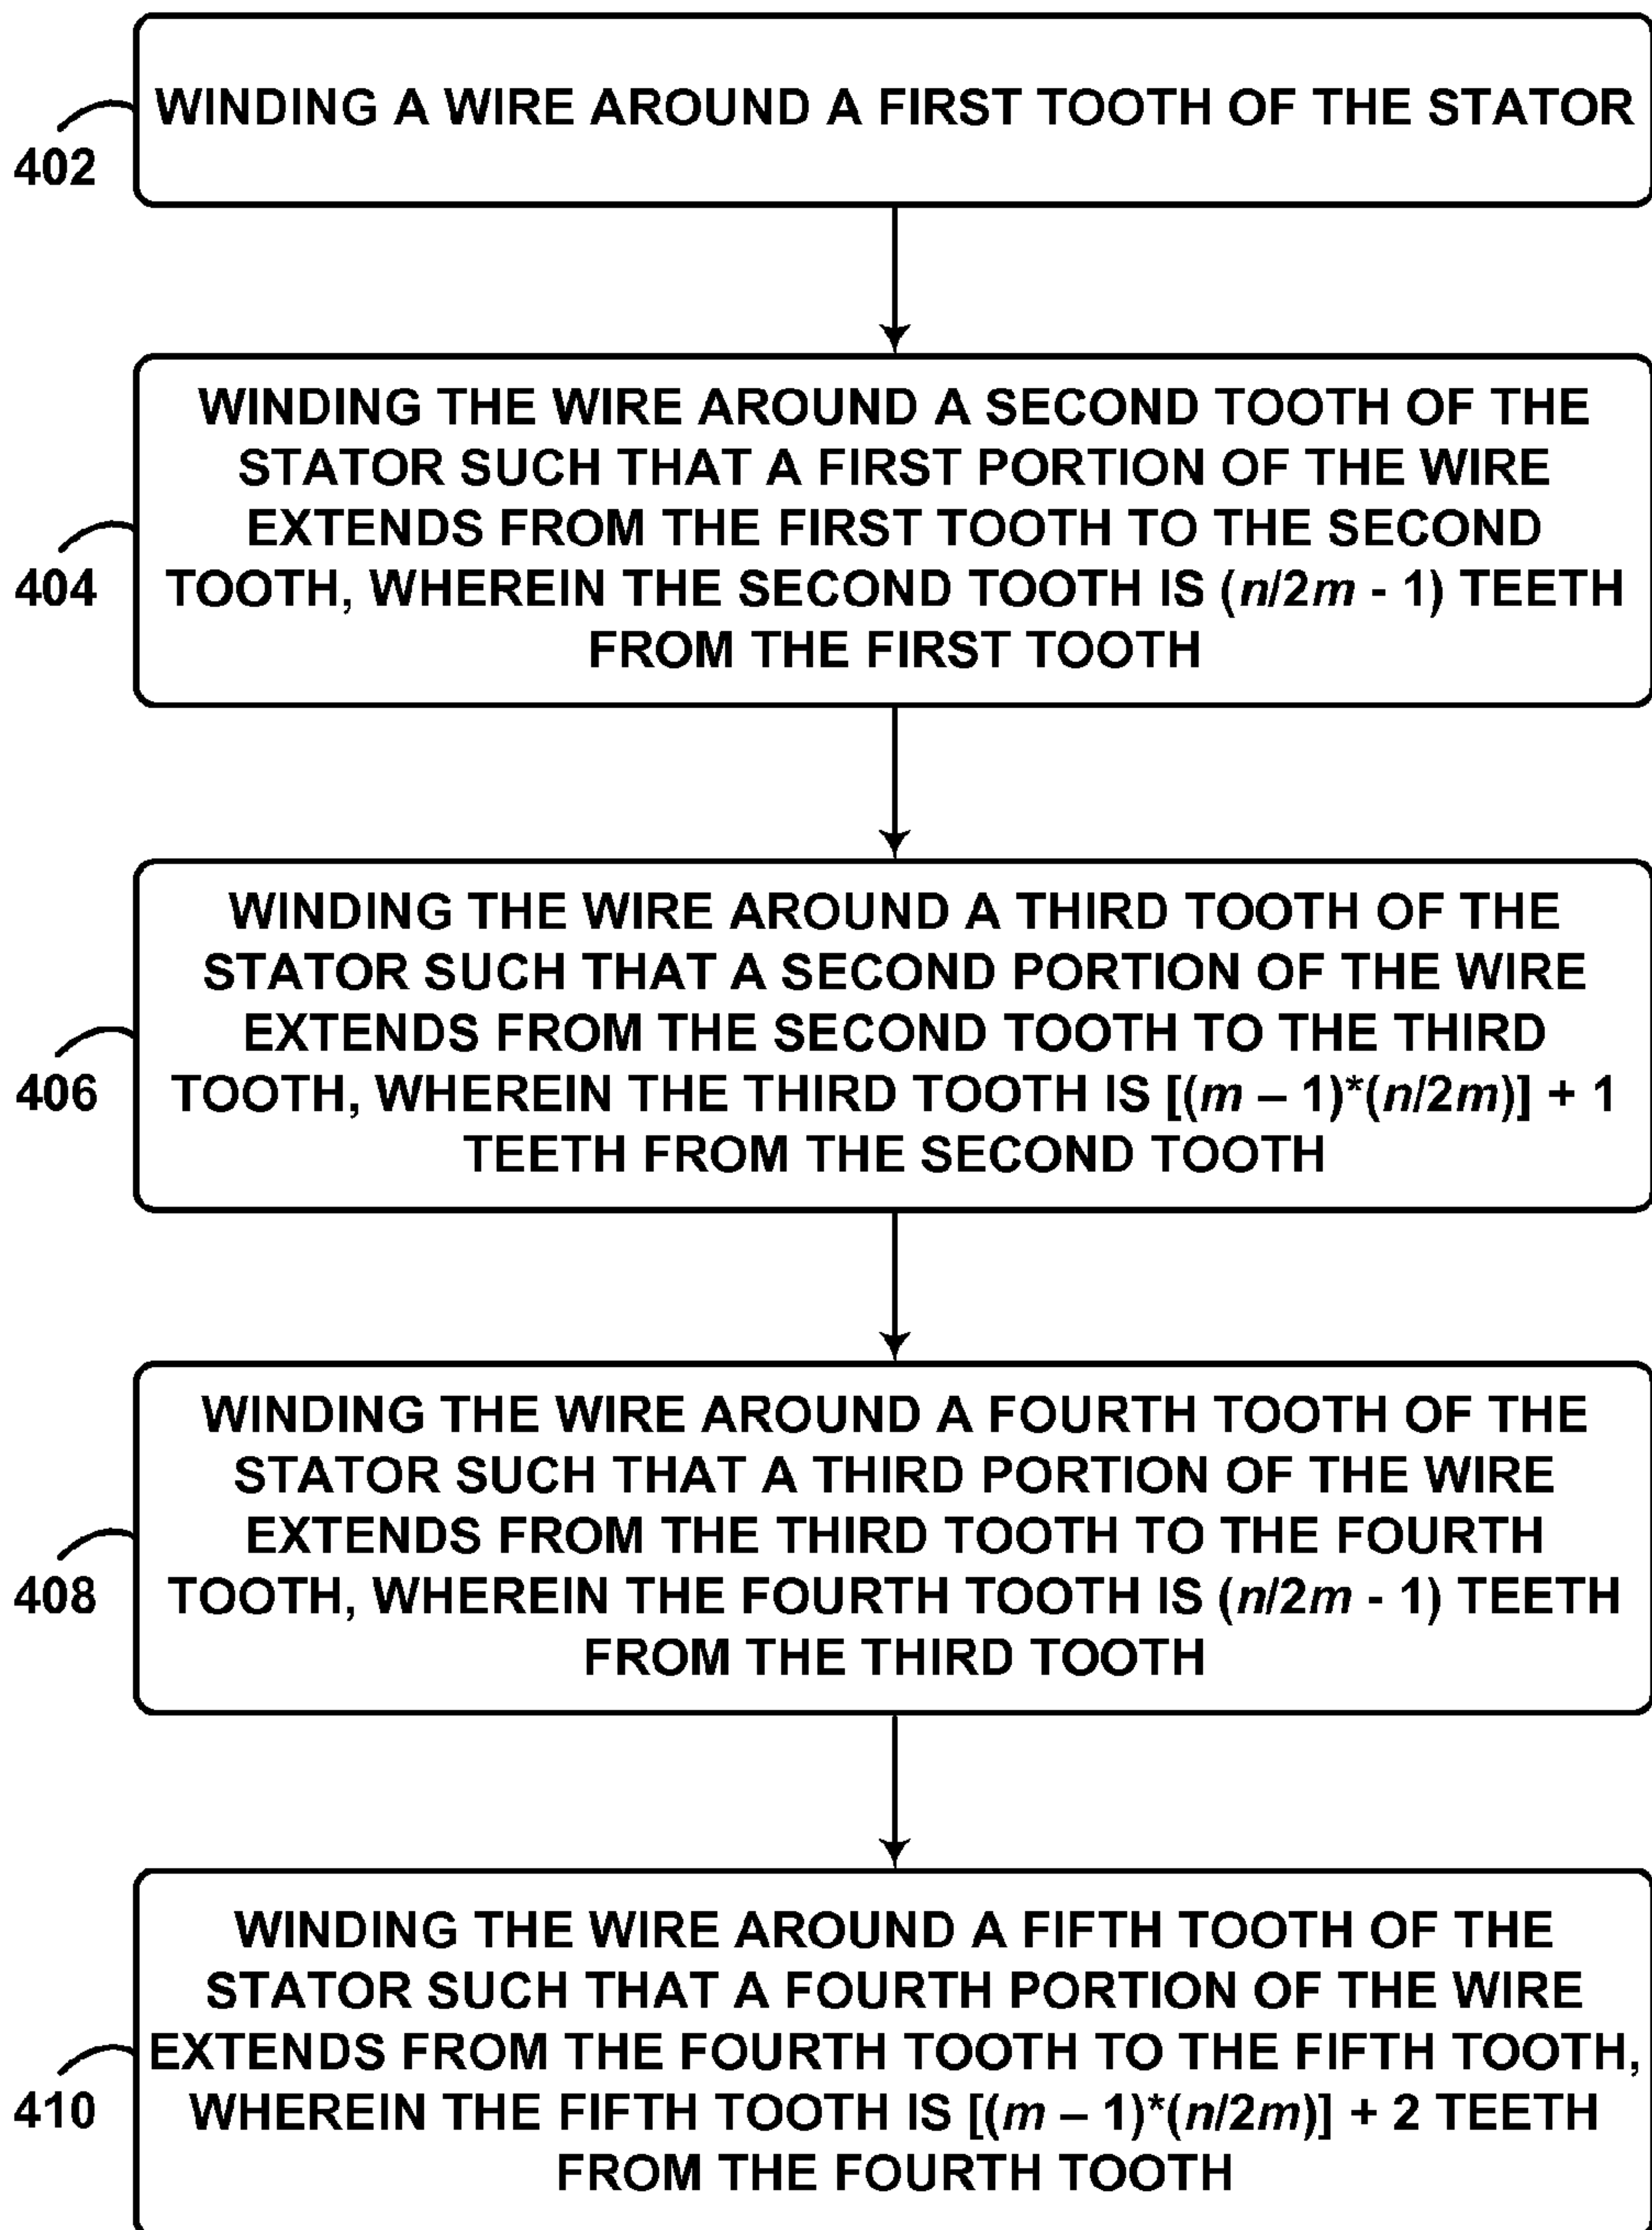 WINDING A WIRE AROUND A FIRST TOOTH OF THE STATOR
402
WINDING THE WIRE AROUND A SECOND TOOTH OF THE
STATOR SUCH THAT A FIRST PORTION OF THE WIRE
EXTENDS FROM THE FIRST TOOTH TO THE SECOND
TOOTH, WHEREIN THE SECOND TOOTH IS (n/2m - 1) TEETH
FROM THE FIRST TOOTH
404
WINDING THE WIRE AROUND A THIRD TOOTH OF THE
STATOR SUCH THAT A SECOND PORTION OF THE WIRE
EXTENDS FROM THE SECOND TOOTH TO THE THIRD
TOOTH, WHEREIN THE THIRD TOOTH IS [(m – 1)*(n/2m)] + 1
TEETH FROM THE SECOND TOOTH
406
WINDING THE WIRE AROUND A FOURTH TOOTH OF THE
STATOR SUCH THAT A THIRD PORTION OF THE WIRE
EXTENDS FROM THE THIRD TOOTH TO THE FOURTH
TOOTH, WHEREIN THE FOURTH TOOTH IS (n/2m - 1) TEETH
FROM THE THIRD TOOTH
408
WINDING THE WIRE AROUND A FIFTH TOOTH OF THE
STATOR SUCH THAT A FOURTH PORTION OF THE WIRE
EXTENDS FROM THE FOURTH TOOTH TO THE FIFTH TOOTH,
WHEREIN THE FIFTH TOOTH IS [(m – 1)*(n/2m)] + 2 TEETH
FROM THE FOURTH TOOTH
410